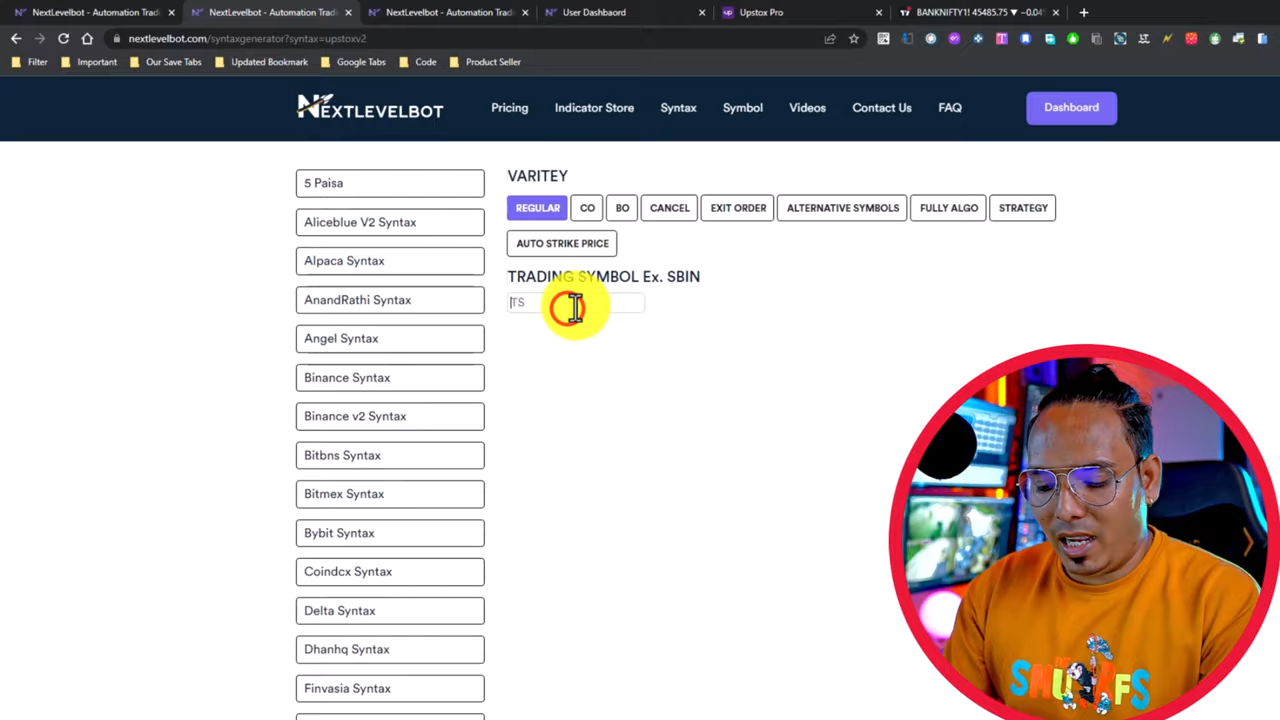 NextLevelbot - Automation Trad
NextLevelbot - Automation Tradi
NextLevelbot - Automation Trad
User Dashbaord
Upstox Pro
BANKNIFTY1! 45485.75 ▼ −0.04
nextlevelbot.com/syntaxgenerator?syntax=upstoxv2
Filter
Important
Our Save Tabs
Updated Bookmark
Google Tabs
Code
Product Seller
NEXTLEVELBOT
Pricing
Indicator Store
Syntax
Symbol
Videos
Contact Us
FAQ
Dashboard
5 Paisa
Aliceblue V2 Syntax
Alpaca Syntax
AnandRathi Syntax
Angel Syntax
Binance Syntax
Binance v2 Syntax
Bitbns Syntax
Bitmex Syntax
Bybit Syntax
Coindcx Syntax
Delta Syntax
Dhanhq Syntax
Finvasia Syntax
VARITEY
REGULAR
CO
BO
CANCEL
EXIT ORDER
ALTERNATIVE SYMBOLS
FULLY ALGO
STRATEGY
AUTO STRIKE PRICE
TRADING SYMBOL Ex. SBIN
TS